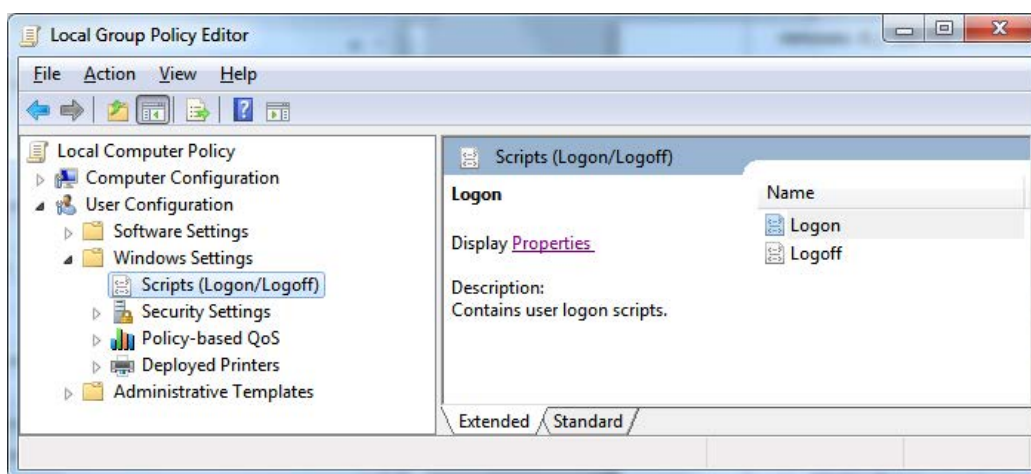 Local Group Policy Editor
File Action View Help
Local Computer Policy
Computer Configuration
User Configuration
Software Settings
Windows Settings
Scripts (Logon/Logoff)
Security Settings
Policy-based QoS
Deployed Printers
Administrative Templates
Scripts (Logon/Logoff)
Logon
Display Properties
Description:
Contains user logon scripts.
Name
Logon
Logoff
Extended Standard